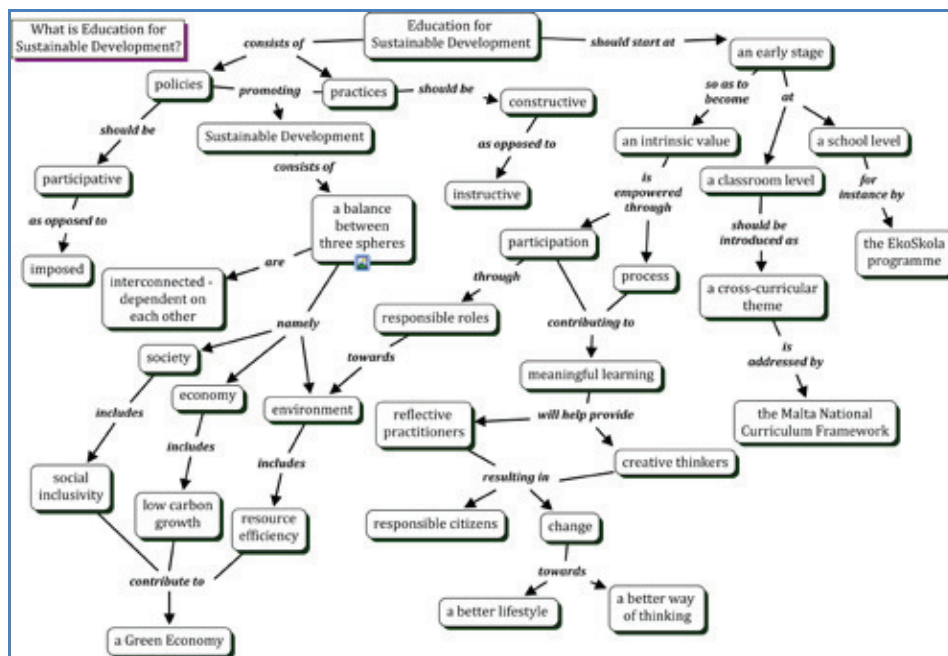 What is Education for
Sustainable Development?
Education for
Sustainable Development
consists of
should start at
an early stage
policies
promoting
practices
should be
constructive
so as to
become
at
Sustainable Development
an intrinsic value
a school level
should be
as opposed to
consists of
participative
instructive
is
empowered
through
a classroom level
for
instance by
as opposed to
a balance
between
three spheres
should be
introduced as
participation
the EkoSkola
programme
imposed
are
interconnected -
dependent on
each other
through
process
a cross-curricular
theme
namely
responsible roles
contributing to
society
towards
is
addressed by
economy
environment
meaningful learning
includes
reflective
practitioners
will help provide
the Malta National
Curriculum Framework
includes
includes
creative thinkers
social
inclusivity
resulting in
low carbon
growth
resource
efficiency
responsible citizens
change
contribute to
towards
a better lifestyle
a better way
of thinking
a Green Economy